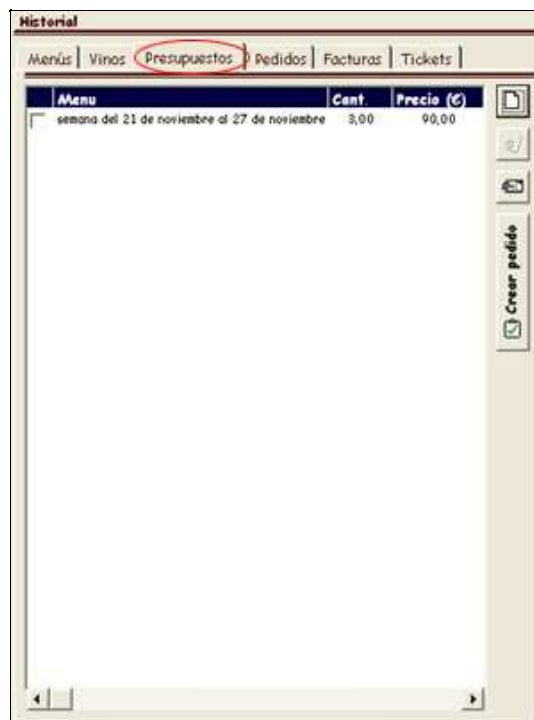 Historial
Menús Vinos Presupuestos Pedidos Facturas Tickets
Menu Cant. Precio (€)
semana del 21 de noviembre al 27 de noviembre 3,00 90,00
Crear pedido